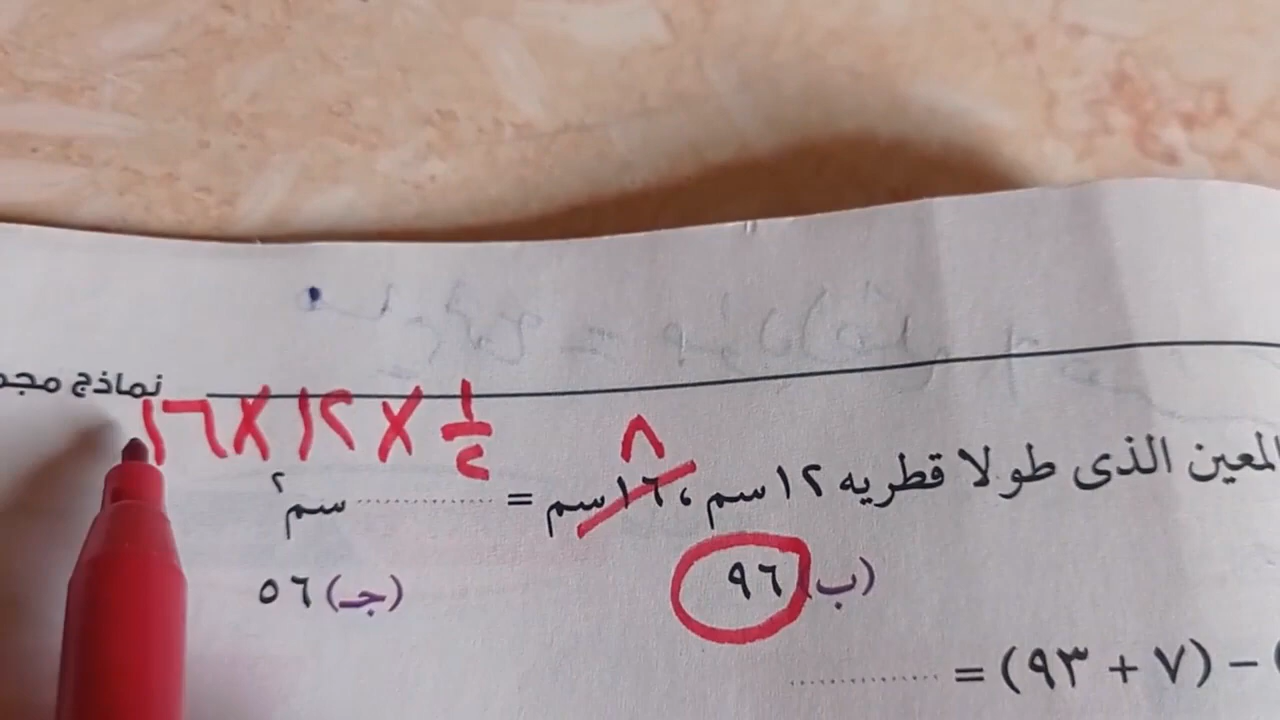 نماذج مجم
١/٢ × ١٢ × ١٦
٨
المعين الذى طولا قطريه ١٢ سم ، ١٦ سم = .............. سم٢
(ب) ٩٦ (جـ) ٥٦
− (٧ + ٩٣) = ..............